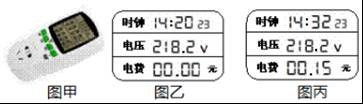 时钟 14:20 23
电压 218.2 v
电费 00.00 元
时钟 14:32 23
电压 218.2 v
电费 00.15 元
图甲 图乙 图丙